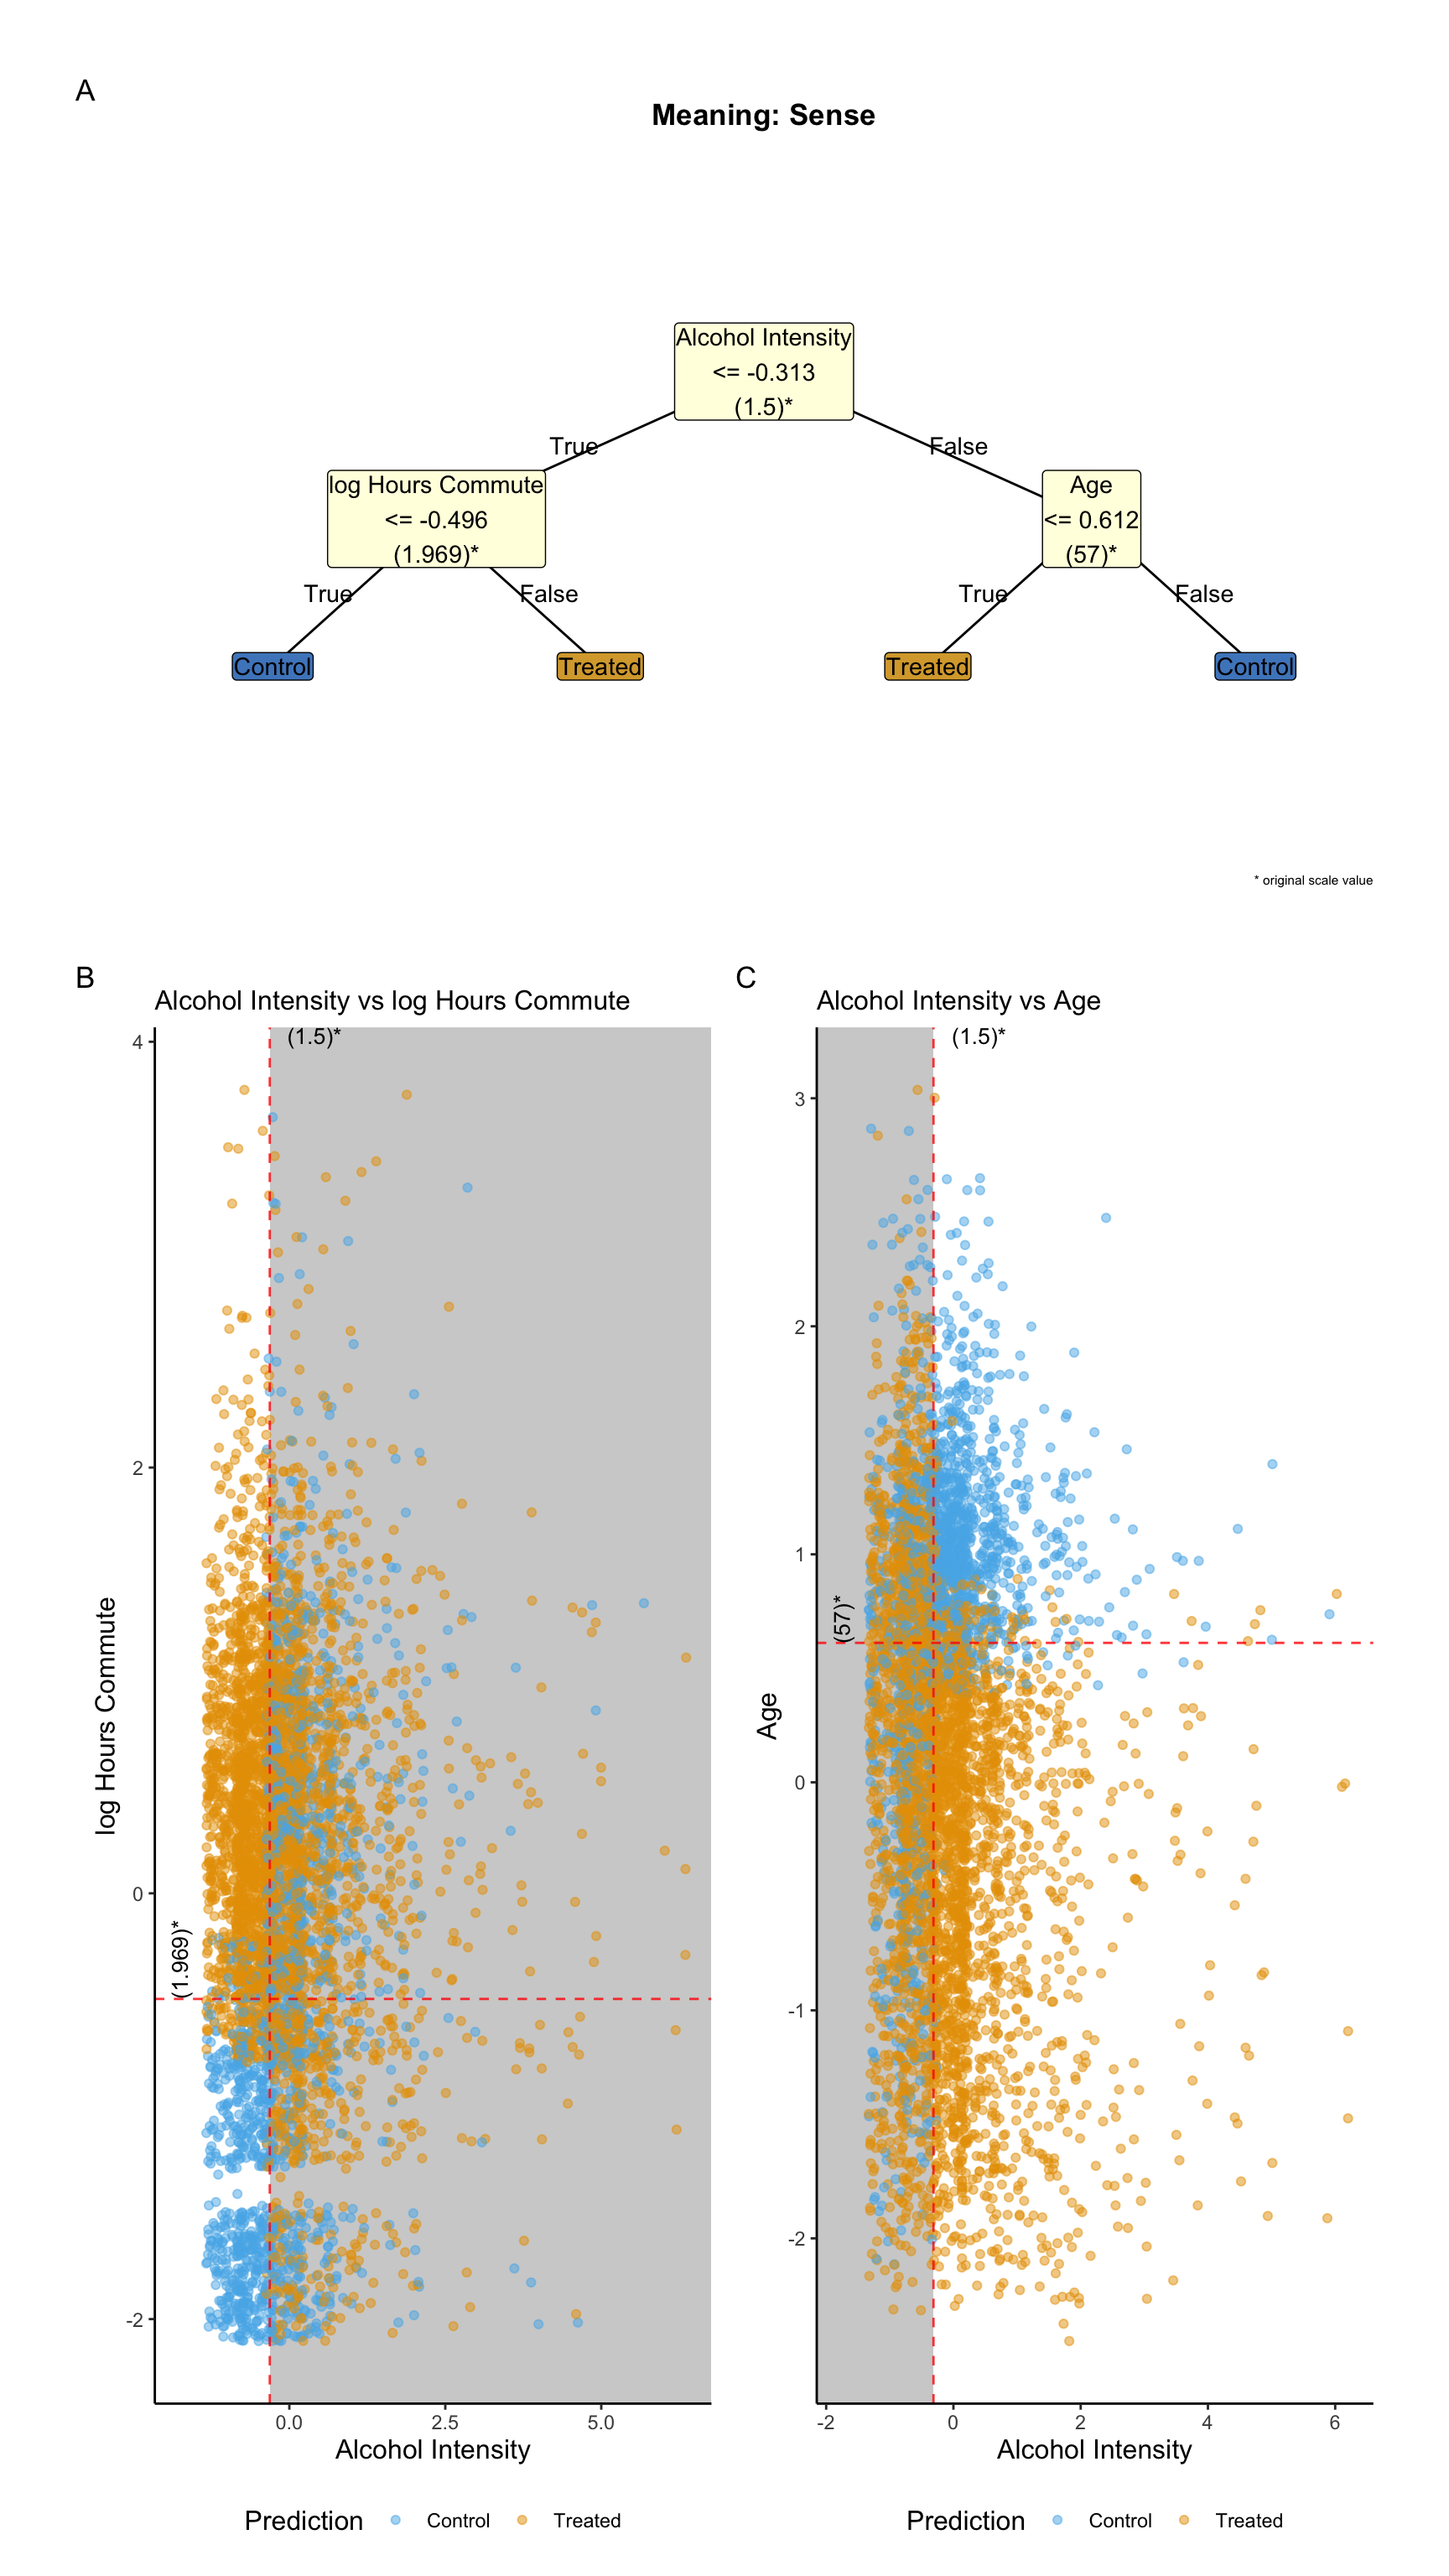 A
Meaning: Sense
Alcohol Intensity
<= -0.313
(1.5)*
True
False
log Hours Commute
<= -0.496
(1.969)*
Age
<= 0.612
(57)*
True
False
True
False
Control
Treated
Treated
Control
* original scale value
B
Alcohol Intensity vs log Hours Commute
(1.5)*
4
2
0
-2
(1.969)*
log Hours Commute
0.0
2.5
5.0
Alcohol Intensity
Prediction
Control
Treated
C
Alcohol Intensity vs Age
(1.5)*
3
2
1
0
-1
-2
(57)*
Age
-2
0
2
4
6
Alcohol Intensity
Prediction
Control
Treated